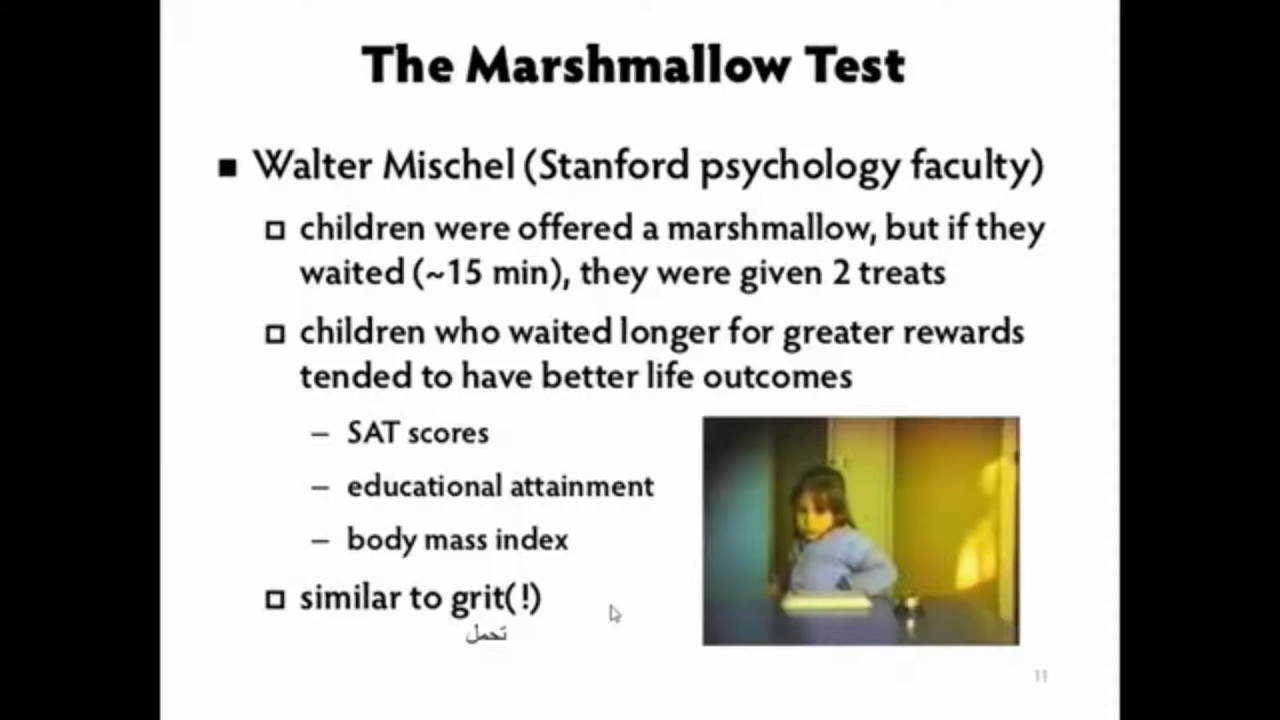 The Marshmallow Test
■ Walter Mischel (Stanford psychology faculty)
□ children were offered a marshmallow, but if they
waited (~15 min), they were given 2 treats
□ children who waited longer for greater rewards
tended to have better life outcomes
– SAT scores
– educational attainment
– body mass index
□ similar to grit(!)
تحمل
11